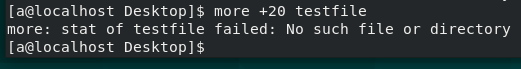 [a@localhost Desktop]$ more +20 testfile
more: stat of testfile failed: No such file or directory
[a@localhost Desktop]$